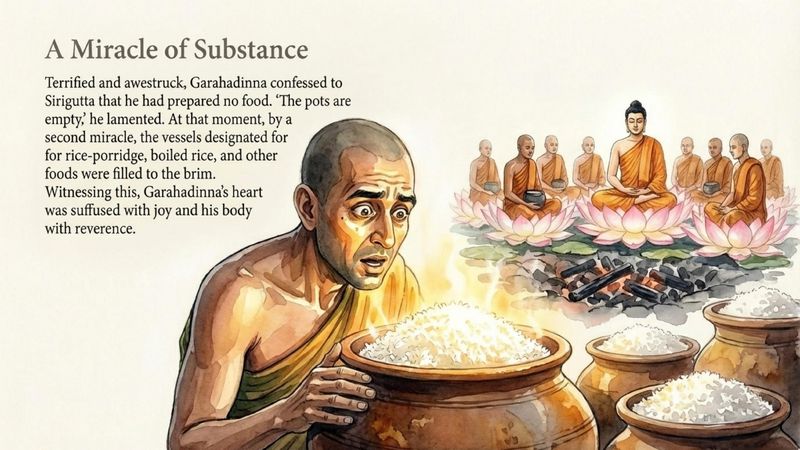 A Miracle of Substance
Terrified and awestruck, Garahadinna confessed to
Sirigutta that he had prepared no food. ‘The pots are
empty,’ he lamented. At that moment, by a
second miracle, the vessels designated for
for rice-porridge, boiled rice, and other
foods were filled to the brim.
Witnessing this, Garahadinna’s heart
was suffused with joy and his body
with reverence.